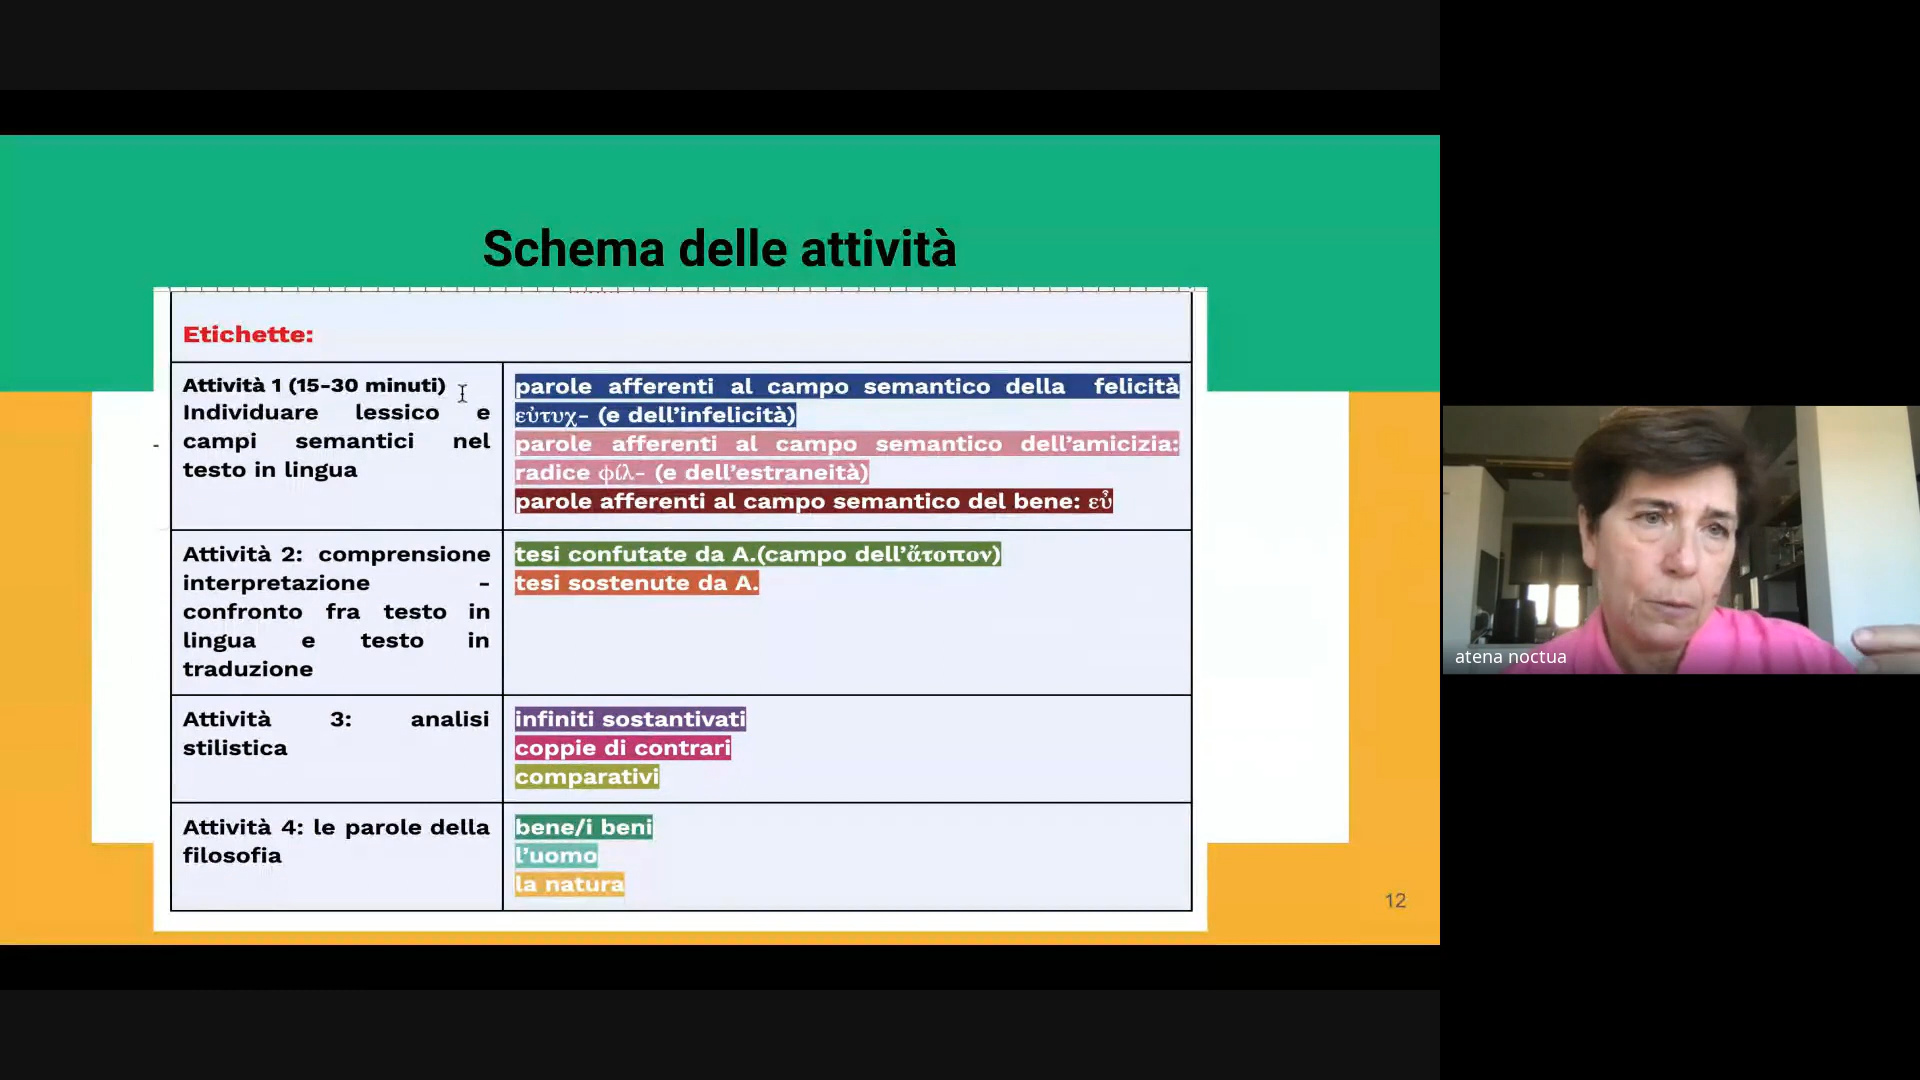 Schema delle attività
Etichette:
Attività 1 (15-30 minuti)
Individuare lessico e
campi semantici nel
testo in lingua
parole afferenti al campo semantico della felicità
εὐτυχ- (e dell’infelicità)
parole afferenti al campo semantico dell’amicizia:
radice φίλ- (e dell’estraneità)
parole afferenti al campo semantico del bene: εὖ
Attività 2: comprensione
interpretazione -
confronto fra testo in
lingua e testo in
traduzione
tesi confutate da A.(campo dell’ἄτοπον)
tesi sostenute da A.
Attività 3: analisi
stilistica
infiniti sostantivati
coppie di contrari
comparativi
Attività 4: le parole della
filosofia
bene/i beni
l’uomo
la natura
12
atena noctua